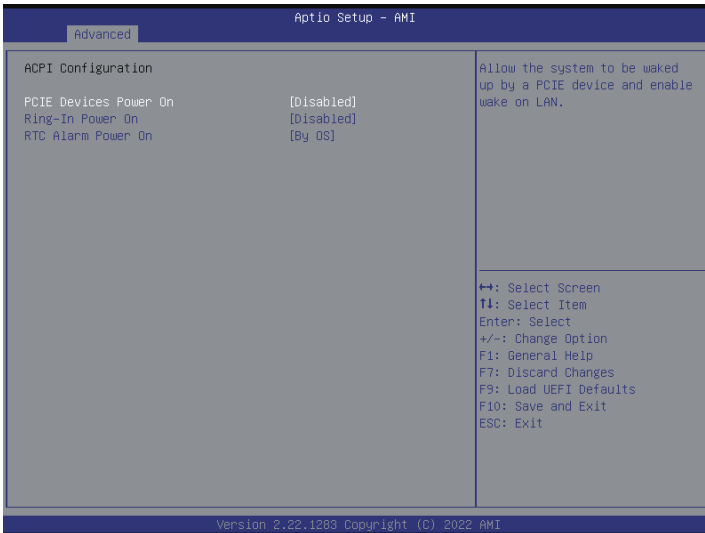 Aptio Setup – AMI
Advanced
ACPI Configuration
PCIE Devices Power On [Disabled]
Ring-In Power On [Disabled]
RTC Alarm Power On [By OS]
Allow the system to be waked
up by a PCIE device and enable
wake on LAN.
↔: Select Screen
↑↓: Select Item
Enter: Select
+/-: Change Option
F1: General Help
F7: Discard Changes
F9: Load UEFI Defaults
F10: Save and Exit
ESC: Exit
Version 2.22.1283 Copyright (C) 2022 AMI